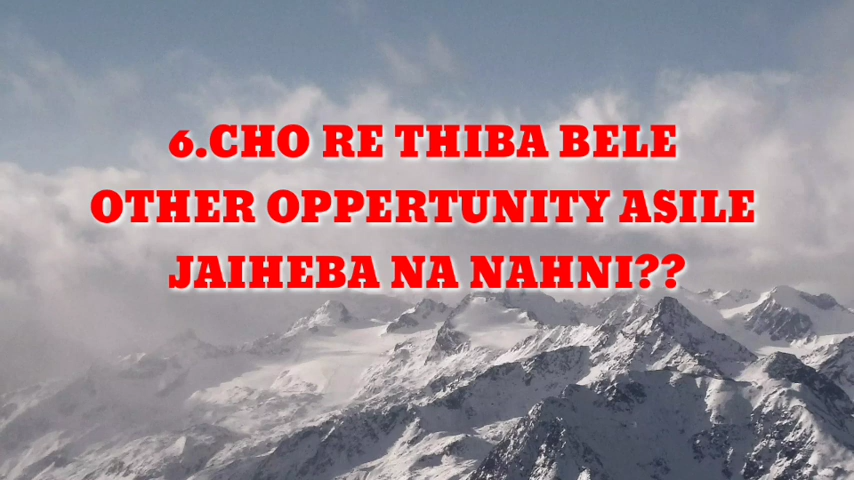 6.CHO RE THIBA BELE
OTHER OPPERTUNITY ASILE
JAIHEBA NA NAHNI??